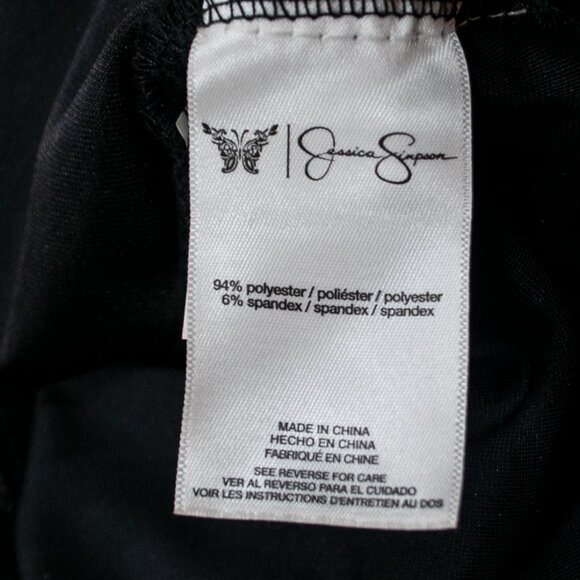 Jessica Simpson
94% polyester / poliéster / polyester
6% spandex / spandex / spandex
MADE IN CHINA
HECHO EN CHINA
FABRIQUÉ EN CHINE
SEE REVERSE FOR CARE
VER AL REVERSO PARA EL CUIDADO
VOIR LES INSTRUCTIONS D'ENTRETIEN AU DOS